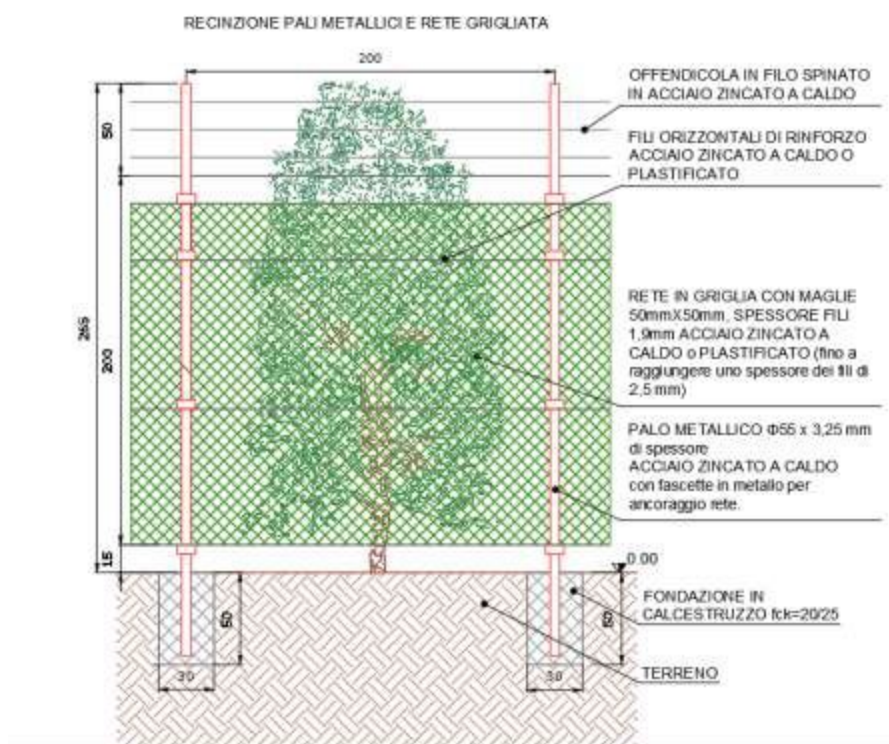 RECINZIONE PALI METALLICI E RETE GRIGLIATA
200
OFFENDICOLA IN FILO SPINATO
IN ACCIAIO ZINCATO A CALDO
50
FILI ORIZZONTALI DI RINFORZO
ACCIAIO ZINCATO A CALDO O
PLASTIFICATO
265
200
RETE IN GRIGLIA CON MAGLIE
50mmX50mm, SPESSORE FILI
1,9mm ACCIAIO ZINCATO A
CALDO o PLASTIFICATO (fino a
raggiungere uno spessore dei fili di
2,5 mm)
PALO METALLICO Φ55 x 3,25 mm
di spessore
ACCIAIO ZINCATO A CALDO
con fascette in metallo per
ancoraggio rete.
15
0.00
50
50
FONDAZIONE IN
CALCESTRUZZO fck=20/25
30
30
TERRENO